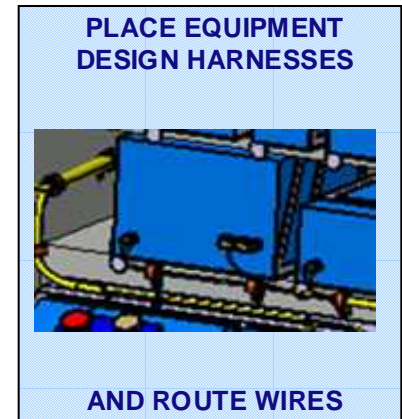 PLACE EQUIPMENT
DESIGN HARNESSES
AND ROUTE WIRES